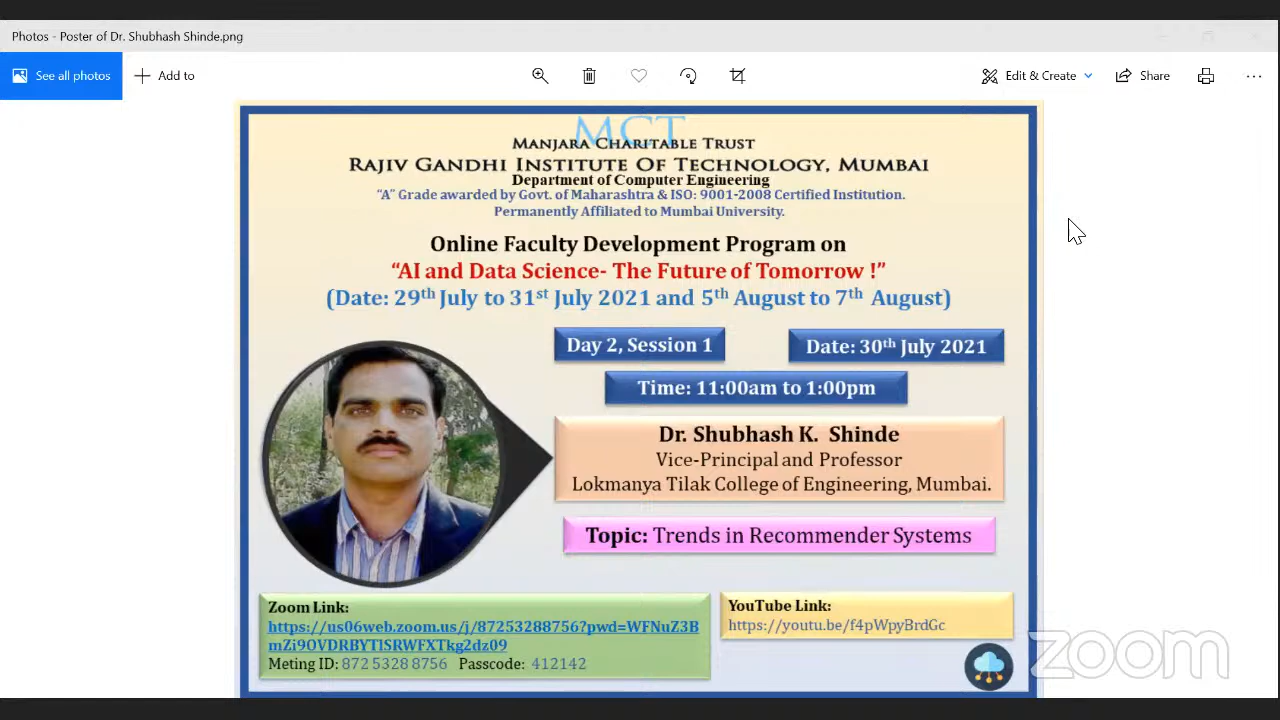 Photos - Poster of Dr. Shubhash Shinde.png
See all photos
Add to
Edit & Create
Share
MCT
MANJARA CHARITABLE TRUST
RAJIV GANDHI INSTITUTE OF TECHNOLOGY, MUMBAI
Department of Computer Engineering
“A” Grade awarded by Govt. of Maharashtra & ISO: 9001-2008 Certified Institution.
Permanently Affiliated to Mumbai University.
Online Faculty Development Program on
“AI and Data Science- The Future of Tomorrow !”
(Date: 29th July to 31st July 2021 and 5th August to 7th August)
Day 2, Session 1
Date: 30th July 2021
Time: 11:00am to 1:00pm
Dr. Shubhash K. Shinde
Vice-Principal and Professor
Lokmanya Tilak College of Engineering, Mumbai.
Topic: Trends in Recommender Systems
Zoom Link:
https://us06web.zoom.us/j/87253288756?pwd=WFNuZ3B
mZi9OVDRBYTlSRWFXTkg2dz09
Meting ID: 872 5328 8756 Passcode: 412142
YouTube Link:
https://youtu.be/f4pWpyBrdGc
zoom